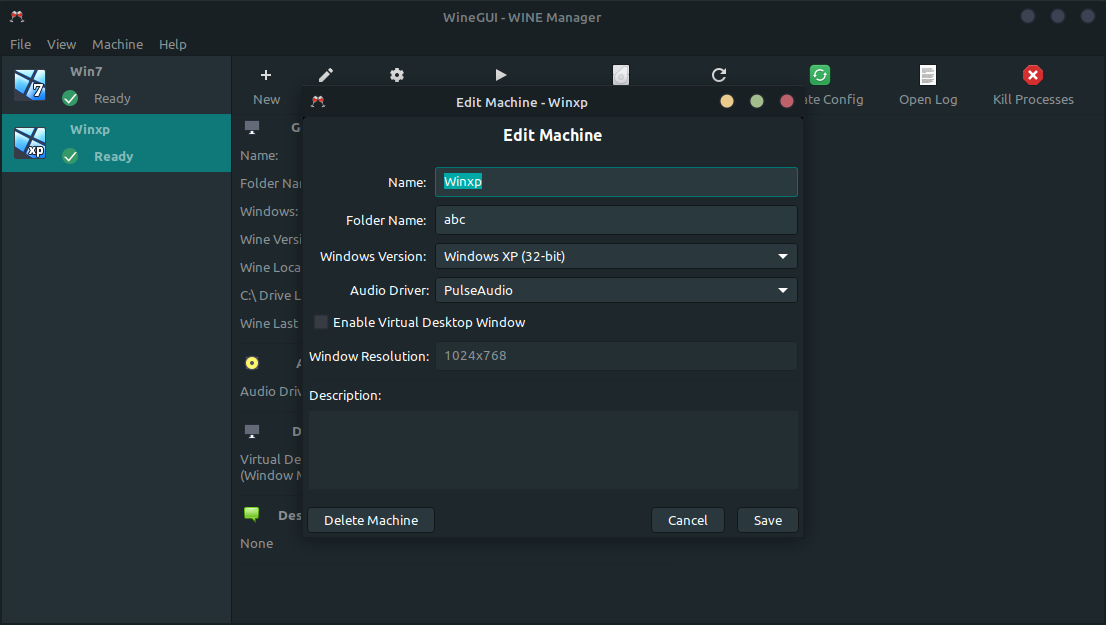 WineGUI - WINE Manager
File View Machine Help
Win7
Ready
Winxp
Ready
New
ate Config
Open Log
Kill Processes
G
Name:
Folder Nar
Windows:
Wine Versi
Wine Loca
C:\ Drive L
Wine Last
A
Audio Driv
D
Virtual De
(Window M
Des
None
Edit Machine - Winxp
Edit Machine
Name: Winxp
Folder Name: abc
Windows Version: Windows XP (32-bit)
Audio Driver: PulseAudio
Enable Virtual Desktop Window
Window Resolution: 1024x768
Description:
Delete Machine Cancel Save